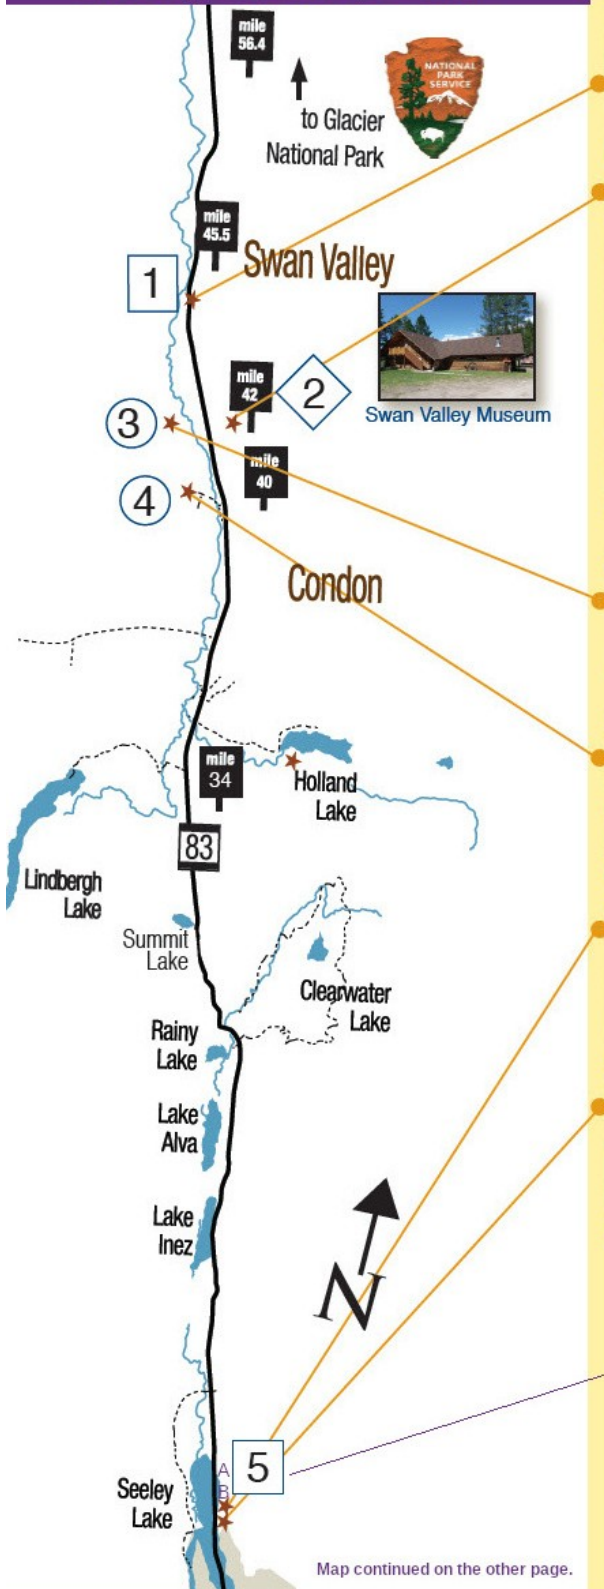 mile
56.4
NATIONAL
PARK
SERVICE
to Glacier
National Park
mile
45.5
Swan Valley
1
mile
42
2
Swan Valley Museum
3
mile
40
4
Condon
mile
34
Holland
Lake
83
Lindbergh
Lake
Summit
Lake
Clearwater
Lake
Rainy
Lake
Lake
Alva
Lake
Inez
N
5
A
B
Seeley
Lake
Map continued on the other page.